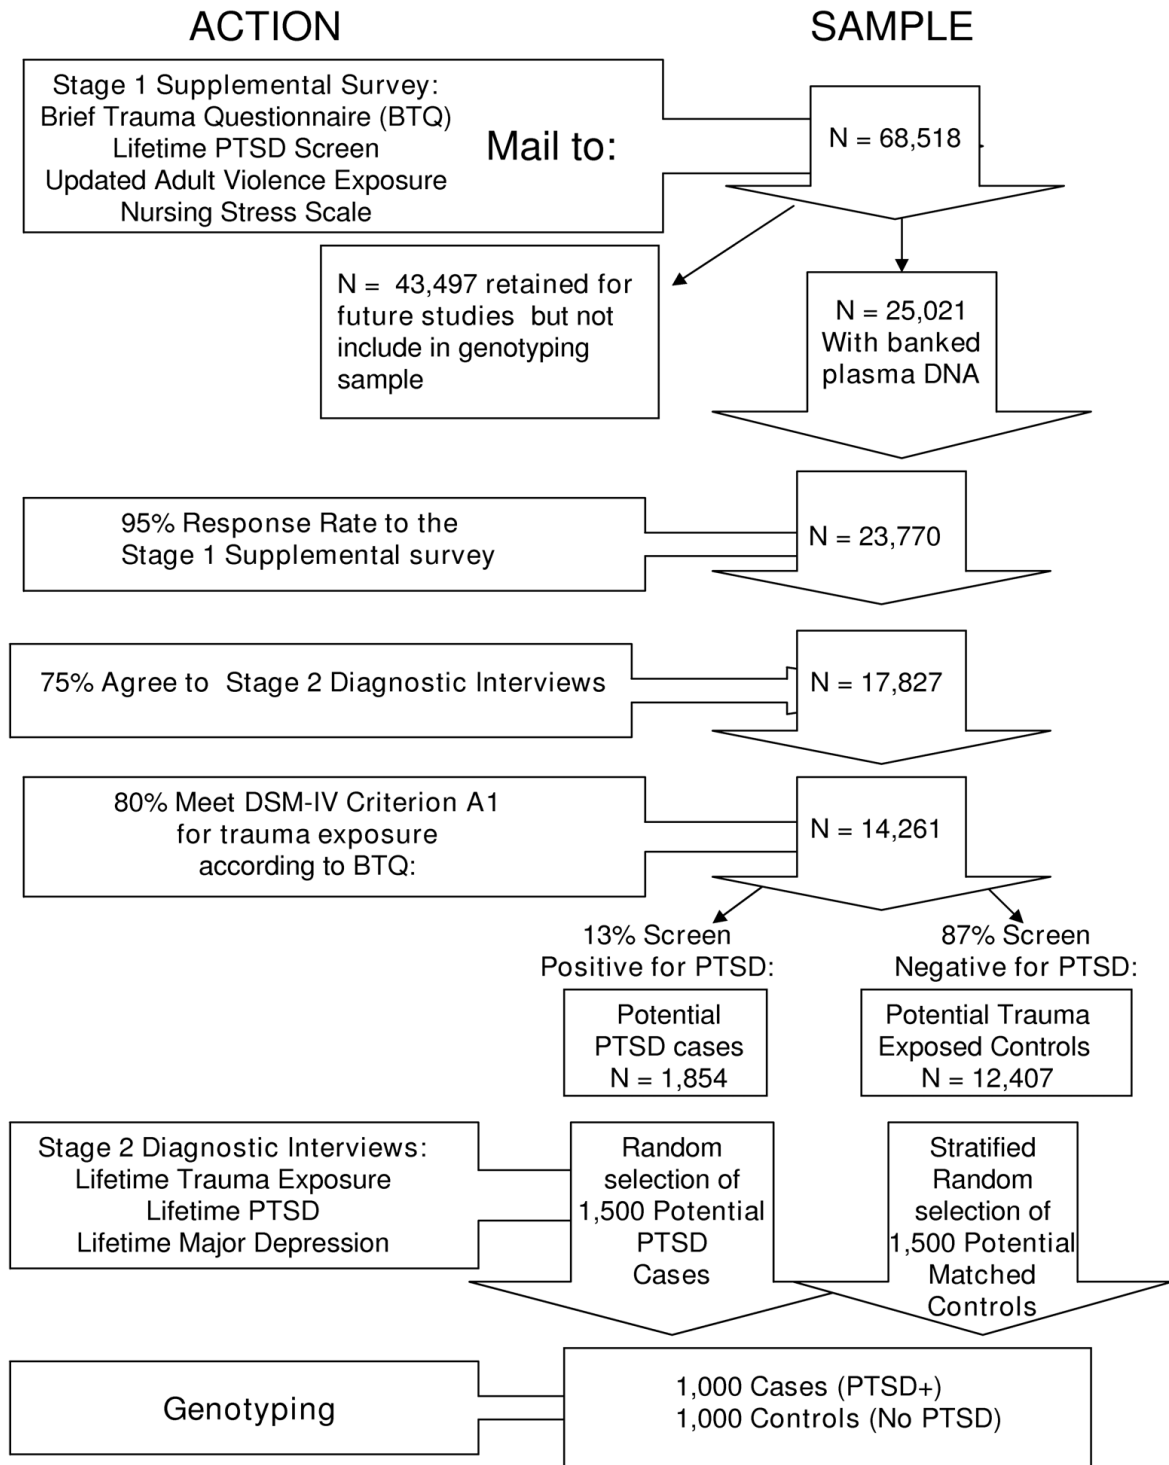 ACTION
SAMPLE
Stage 1 Supplemental Survey:
Brief Trauma Questionnaire (BTQ)
Lifetime PTSD Screen
Updated Adult Violence Exposure
Nursing Stress Scale
Mail to:
N = 68,518
N = 43,497 retained for
future studies but not
include in genotyping
sample
N = 25,021
With banked
plasma DNA
95% Response Rate to the
Stage 1 Supplemental survey
N = 23,770
75% Agree to Stage 2 Diagnostic Interviews
N = 17,827
80% Meet DSM-IV Criterion A1
for trauma exposure
according to BTQ:
N = 14,261
13% Screen
Positive for PTSD:
87% Screen
Negative for PTSD:
Potential
PTSD cases
N = 1,854
Potential Trauma
Exposed Controls
N = 12,407
Stage 2 Diagnostic Interviews:
Lifetime Trauma Exposure
Lifetime PTSD
Lifetime Major Depression
Random
selection of
1,500 Potential
PTSD
Cases
Stratified
Random
selection of
1,500 Potential
Matched
Controls
Genotyping
1,000 Cases (PTSD+)
1,000 Controls (No PTSD)